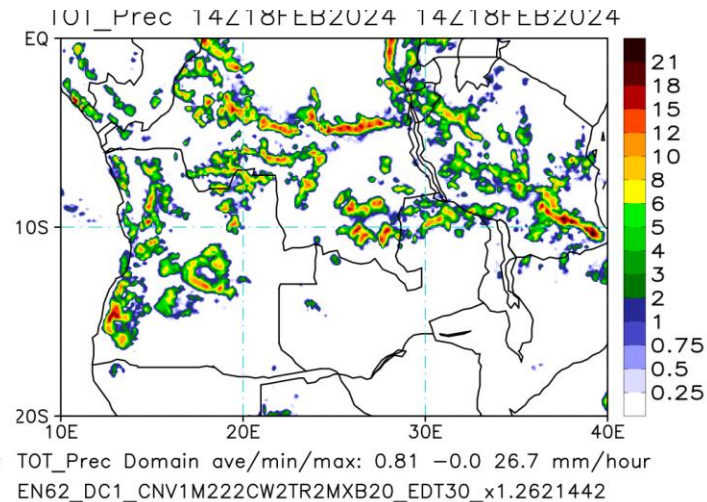 TOT_Prec 14Z18FEB2024 14Z18FEB2024
EQ
10S
20S
10E 20E 30E 40E
21
18
15
12
10
8
6
5
4
3
2
1
0.75
0.5
0.25
TOT_Prec Domain ave/min/max: 0.81 -0.0 26.7 mm/hour
EN62_DC1_CNV1M222CW2TR2MXB20_EDT30_x1.2621442